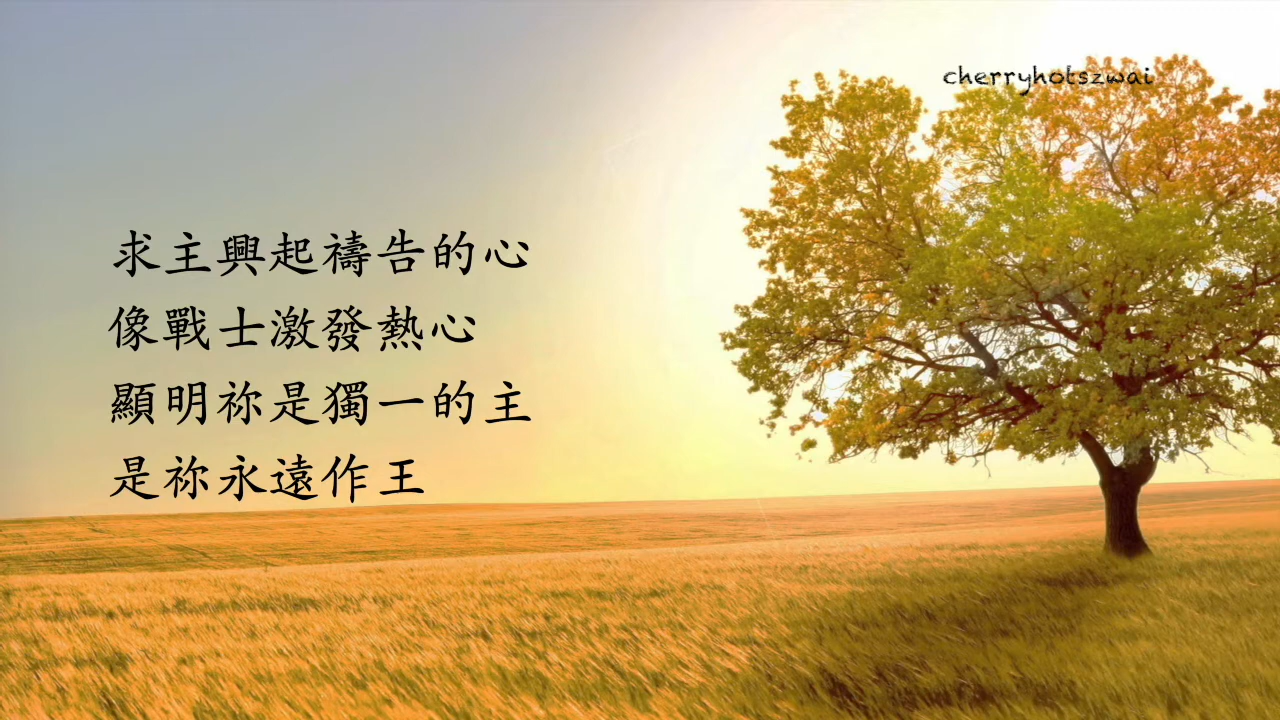 cherryhotszwai
求主興起禱告的心
像戰士激發熱心
顯明祢是獨一的主
是祢永遠作王